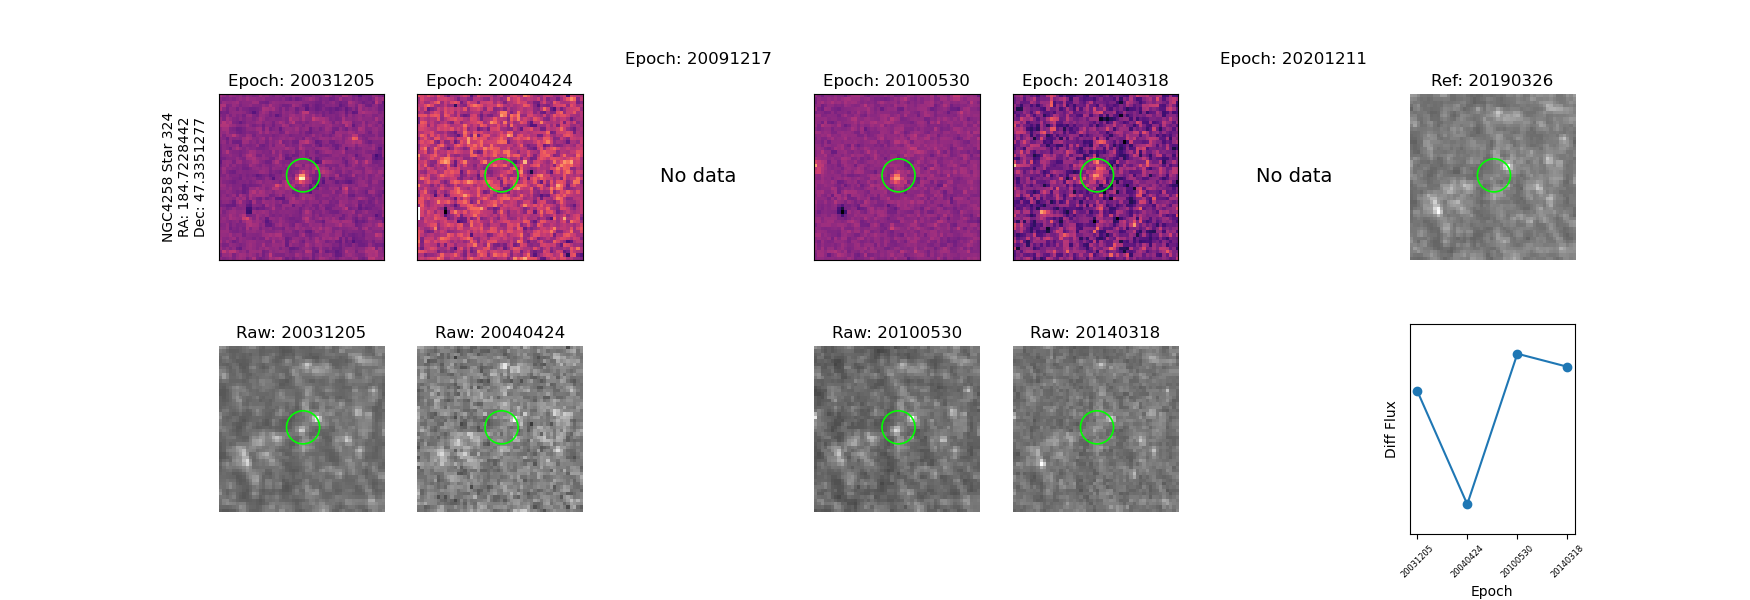 Epoch: 20091217
Epoch: 20201211
Epoch: 20031205
Epoch: 20040424
Epoch: 20100530
Epoch: 20140318
Ref: 20190326
NGC4258 Star 324
RA: 184.7228442
Dec: 47.3351277
No data
No data
Raw: 20031205
Raw: 20040424
Raw: 20100530
Raw: 20140318
Diff Flux
20031205
20040424
20100530
20140318
Epoch